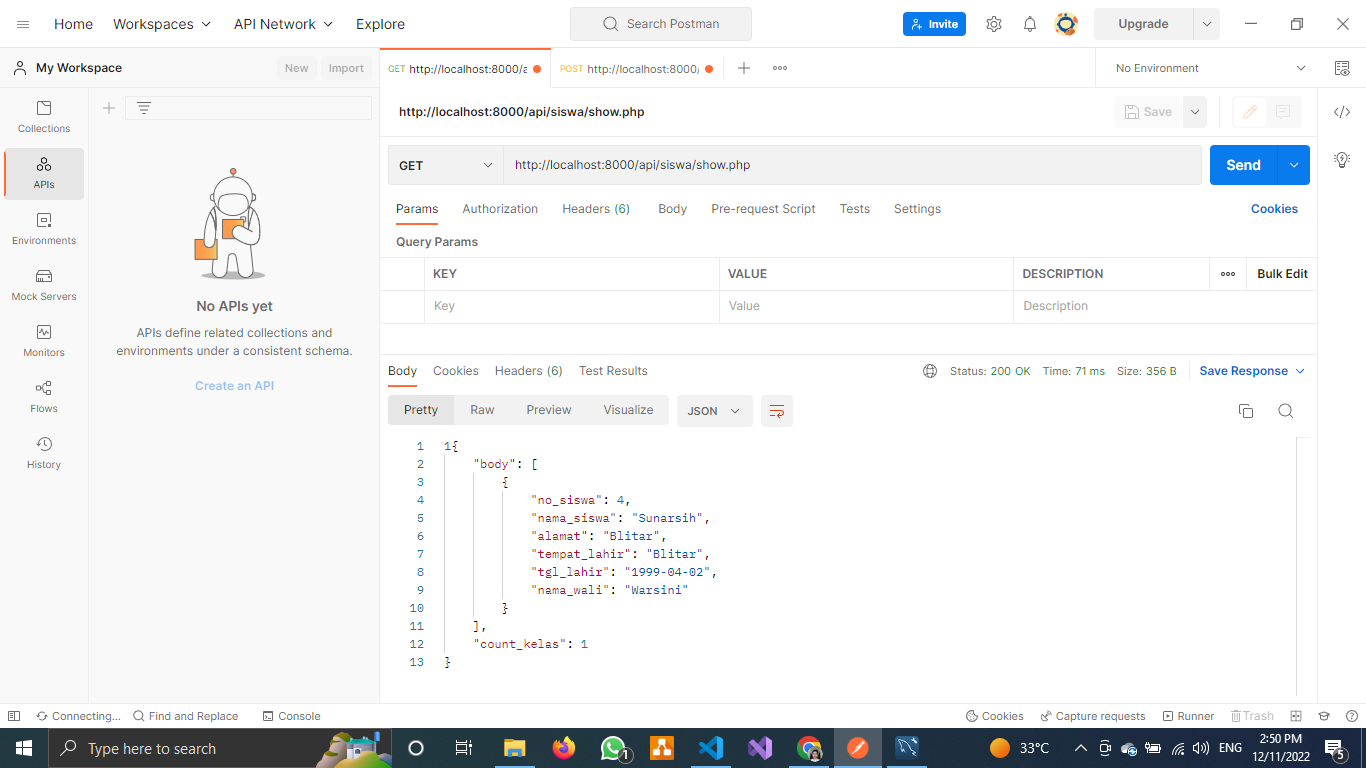 Home Workspaces API Network Explore Search Postman Invite Upgrade
My Workspace New Import GET http://localhost:8000/a POST http://localhost:8000/ No Environment
Collections
APIs
Environments
Mock Servers
Monitors
Flows
History
No APIs yet
APIs define related collections and
environments under a consistent schema.
Create an API
http://localhost:8000/api/siswa/show.php Save
GET http://localhost:8000/api/siswa/show.php Send
Params Authorization Headers (6) Body Pre-request Script Tests Settings Cookies
Query Params
KEY VALUE DESCRIPTION Bulk Edit
Key Value Description
Body Cookies Headers (6) Test Results Status: 200 OK Time: 71 ms Size: 356 B Save Response
Pretty Raw Preview Visualize JSON
1 1{
2 "body": [
3 {
4 "no_siswa": 4,
5 "nama_siswa": "Sunarsih",
6 "alamat": "Blitar",
7 "tempat_lahir": "Blitar",
8 "tgl_lahir": "1999-04-02",
9 "nama_wali": "Warsini"
10 }
11 ],
12 "count_kelas": 1
13 }
Connecting... Find and Replace Console Cookies Capture requests Runner Trash
Type here to search 1 33°C ENG 2:50 PM 5
12/11/2022